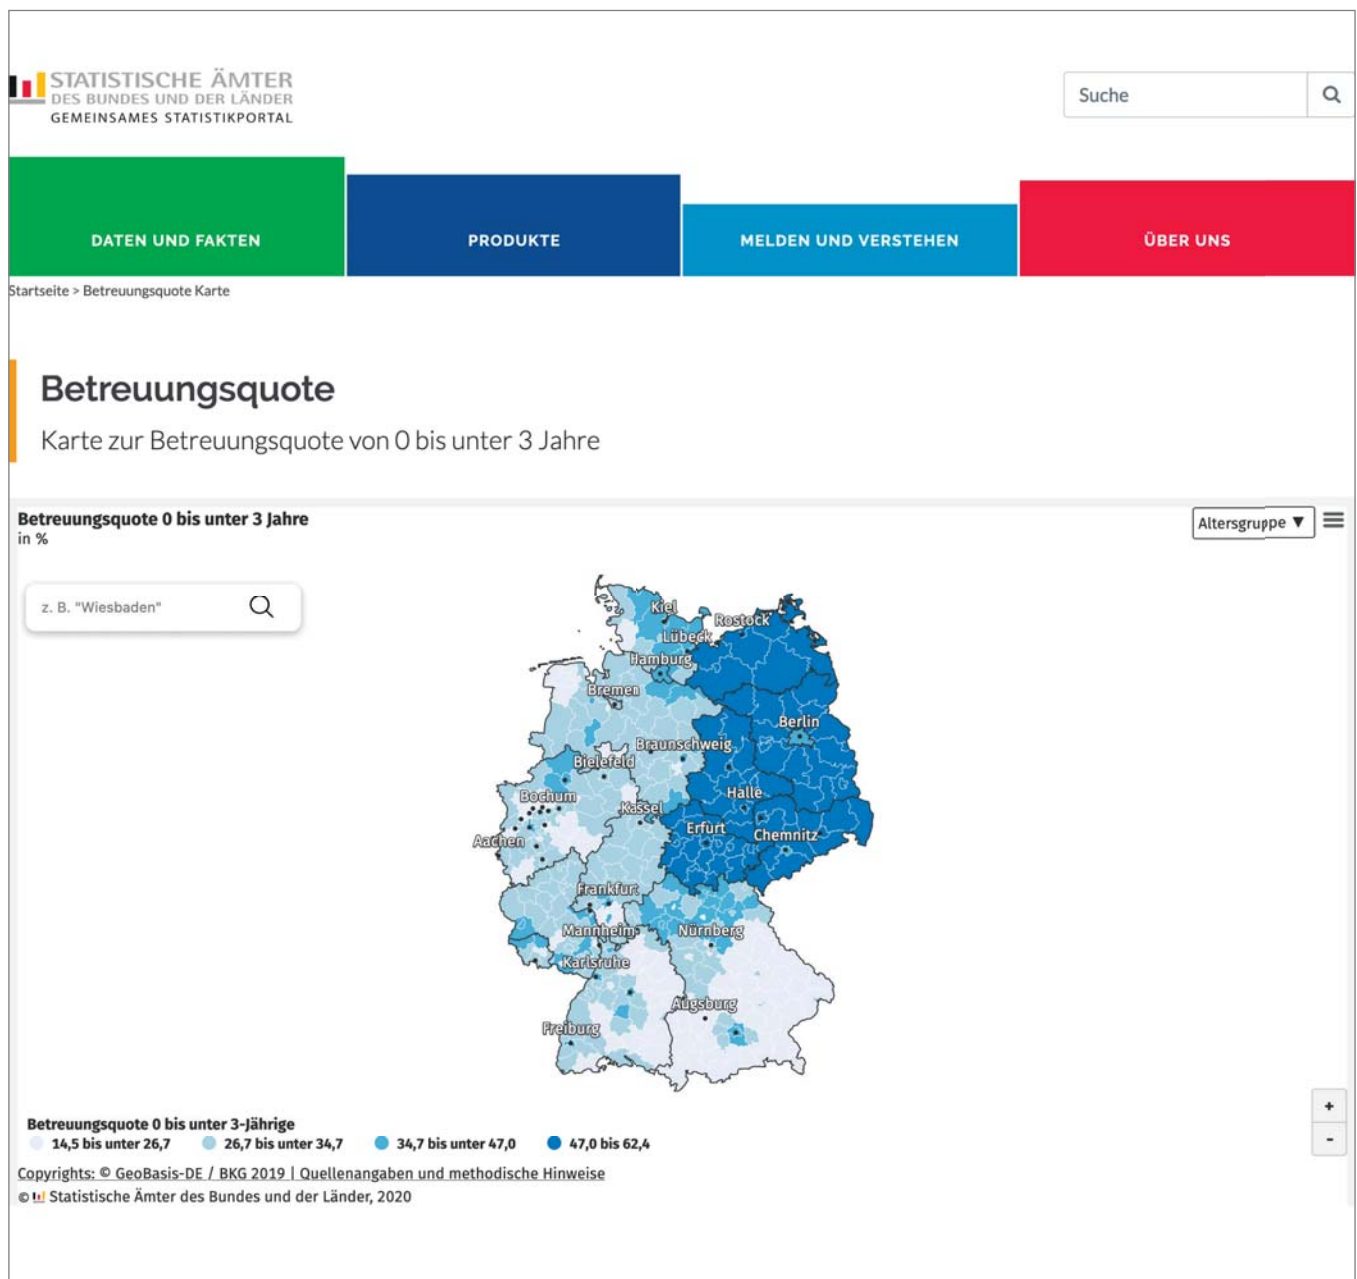 STATISTISCHE ÄMTER
DES BUNDES UND DER LÄNDER
GEMEINSAMES STATISTIKPORTAL
Suche
DATEN UND FAKTEN
PRODUKTE
MELDEN UND VERSTEHEN
ÜBER UNS
Startseite > Betreuungsquote Karte
Betreuungsquote
Karte zur Betreuungsquote von 0 bis unter 3 Jahre
Betreuungsquote 0 bis unter 3 Jahre
in %
Altersgruppe ▼
z. B. "Wiesbaden"
Kiel
Rostock
Lübeck
Hamburg
Bremen
Berlin
Braunschweig
Bielefeld
Halle
Bochum
Kassel
Erfurt
Chemnitz
Aachen
Frankfurt
Mannheim
Nürnberg
Karlsruhe
Augsburg
Freiburg
+
-
Betreuungsquote 0 bis unter 3-Jährige
14,5 bis unter 26,7 26,7 bis unter 34,7 34,7 bis unter 47,0 47,0 bis 62,4
Copyrights: © GeoBasis-DE / BKG 2019 | Quellenangaben und methodische Hinweise
© Statistische Ämter des Bundes und der Länder, 2020